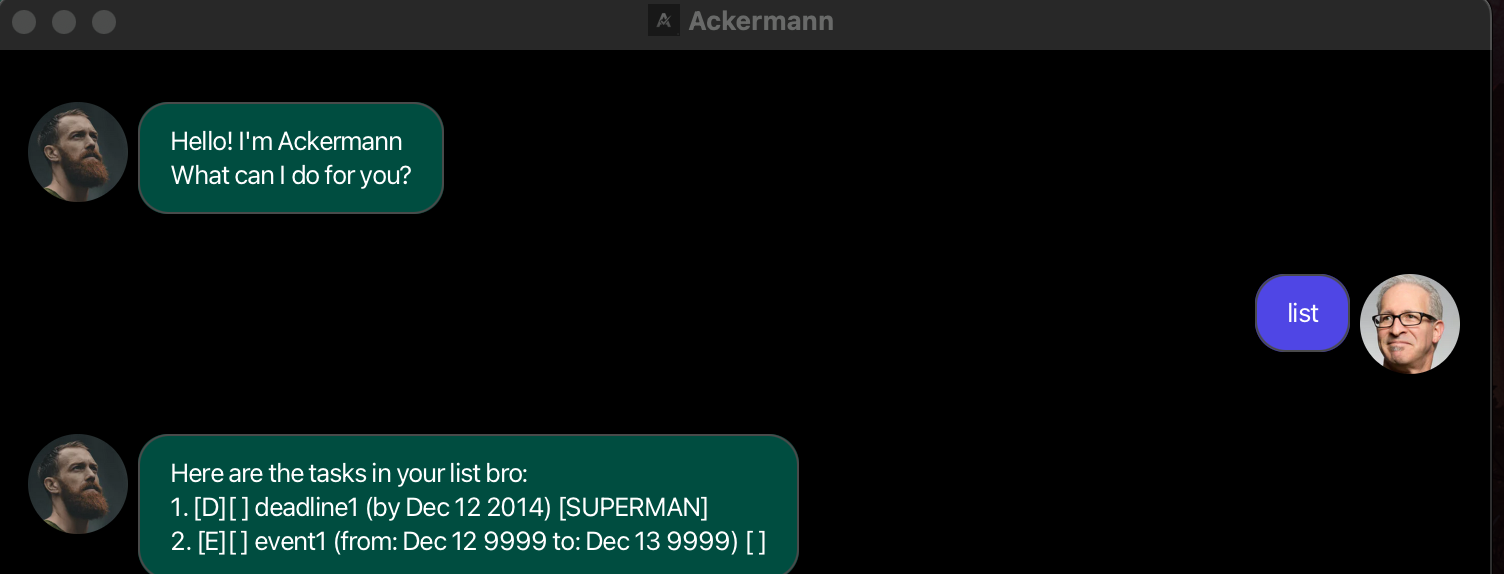 Ackermann
Hello! I'm Ackermann
What can I do for you?
list
Here are the tasks in your list bro:
1. [D][ ] deadline1 (by Dec 12 2014) [SUPERMAN]
2. [E][ ] event1 (from: Dec 12 9999 to: Dec 13 9999) [ ]